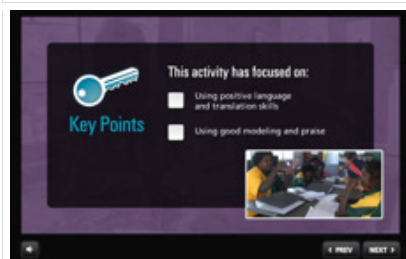 This activity has focused on:
Using positive language
and translation skills
Key Points
Using good modeling and praise
< PREV
NEXT >